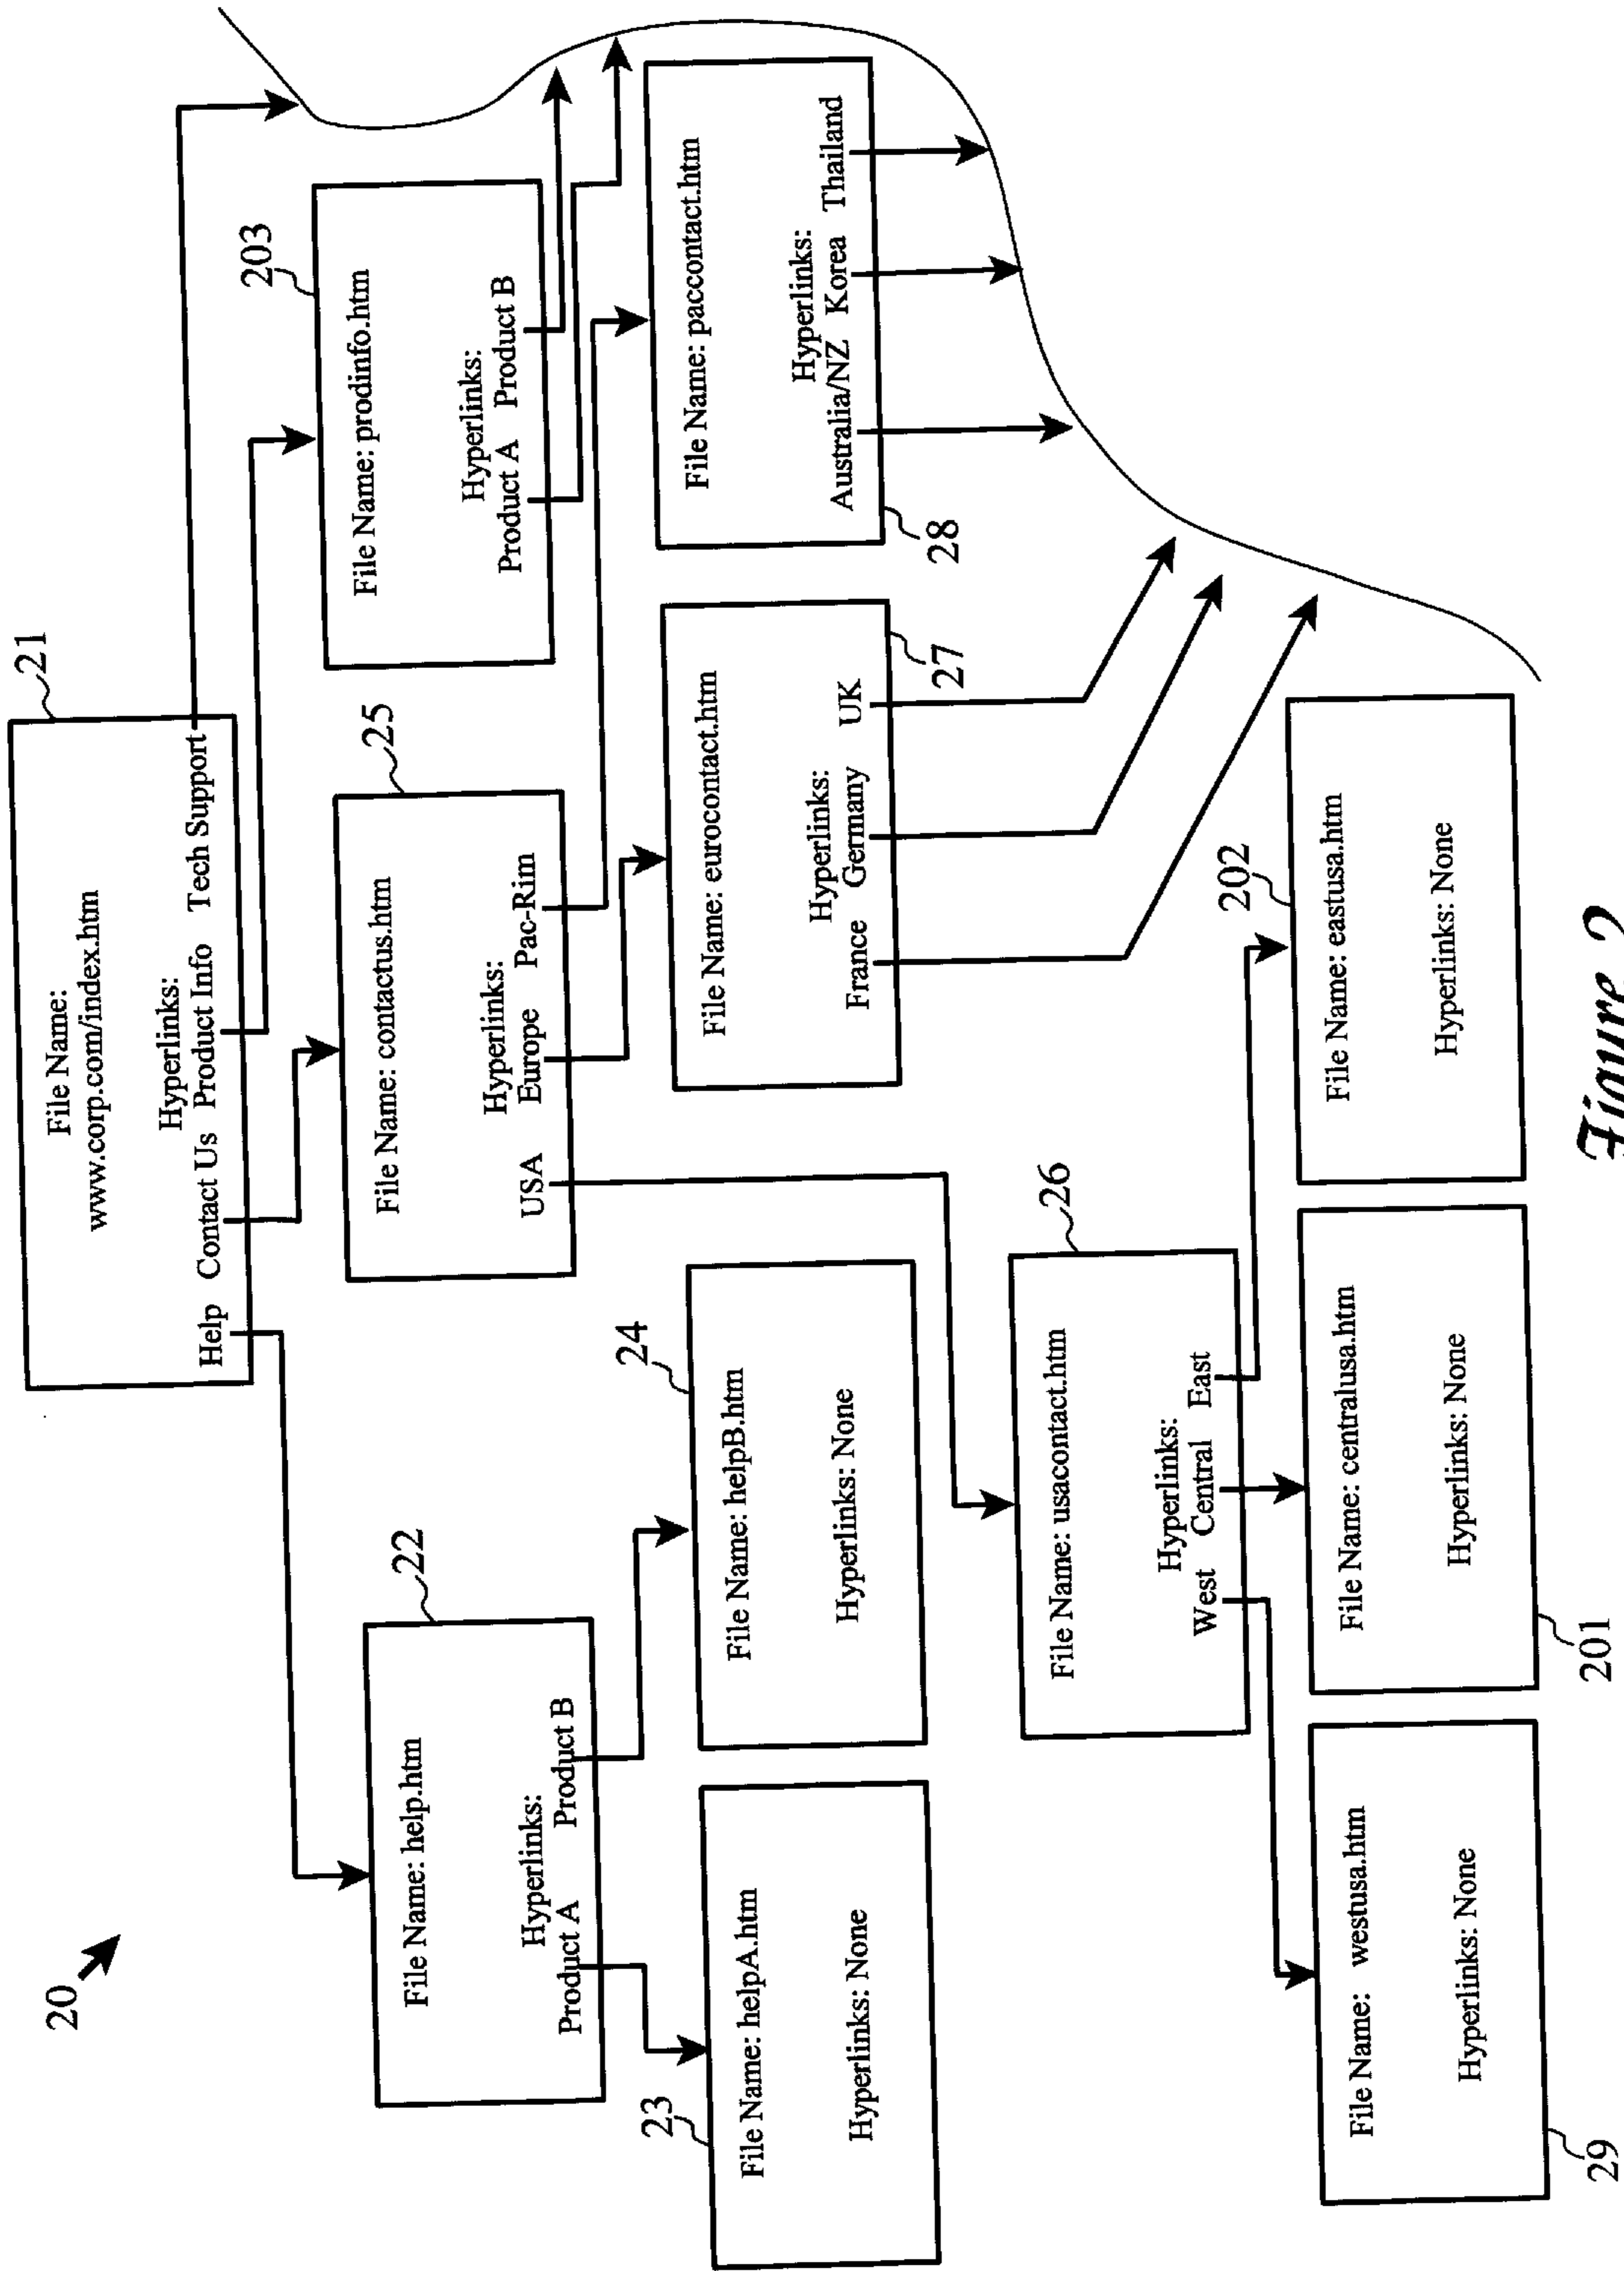 20
21
File Name:
www.corp.com/index.htm
Hyperlinks:
Help Contact Us Product Info Tech Support
22
File Name: help.htm
Hyperlinks:
Product A Product B
25
File Name: contactus.htm
Hyperlinks:
USA Europe Pac-Rim
203
File Name: prodinfo.htm
Hyperlinks:
Product A Product B
23
File Name: helpA.htm
Hyperlinks: None
24
File Name: helpB.htm
Hyperlinks: None
File Name: eurocontact.htm
Hyperlinks:
France Germany UK
27
File Name: paccontact.htm
Hyperlinks:
Australia/NZ Korea Thailand
28
26
File Name: usacontact.htm
Hyperlinks:
West Central East
File Name: westusa.htm
Hyperlinks: None
29
File Name: centralusa.htm
Hyperlinks: None
201
202
File Name: eastusa.htm
Hyperlinks: None
Figure 2